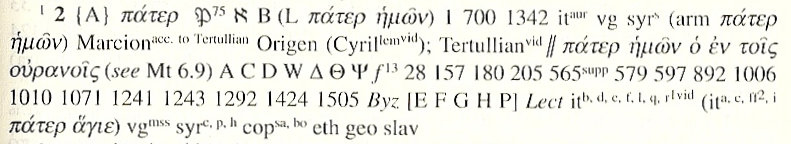 ¹ 2 {A} πάτερ 𝔓⁷⁵ ℵ B (L πάτερ ἡμῶν) 1 700 1342 itᵃᵘʳ vg syrˢ (arm πάτερ
ἡμῶν) Marcionᵃᶜᶜ· ᵗᵒ ᵀᵉʳᵗᵘˡˡⁱᵃⁿ Origen (Cyrilˡᵉᵐᵛⁱᵈ); Tertullianᵛⁱᵈ // πάτερ ἡμῶν ὁ ἐν τοῖς
οὐρανοῖς (see Mt 6.9) A C D W Δ Θ Ψ f¹³ 28 157 180 205 565ˢᵘᵖᵖ 579 597 892 1006
1010 1071 1241 1243 1292 1424 1505 Byz [E F G H P] Lect itᵇ, ᵈ, ᵉ, ᶠ, ˡ, q, ʳ¹ᵛⁱᵈ (itᵃ, ᶜ, ᶠᶠ², ⁱ
πάτερ ἅγιε) vgᵐˢˢ syrᶜ, ᵖ, ʰ copˢᵃ, ᵇᵒ eth geo slav